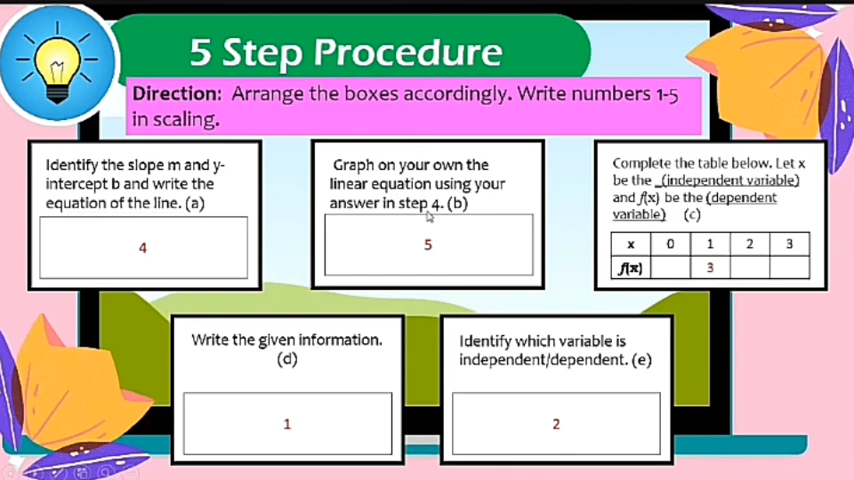 5 Step Procedure
Direction: Arrange the boxes accordingly. Write numbers 1-5
in scaling.
Identify the slope m and y-
intercept b and write the
equation of the line. (a)
4
Graph on your own the
linear equation using your
answer in step 4. (b)
5
Complete the table below. Let x
be the _(independent variable)
and f(x) be the (dependent
variable) (c)
x 0 1 2 3
f(x) 3
Write the given information.
(d)
1
Identify which variable is
independent/dependent. (e)
2